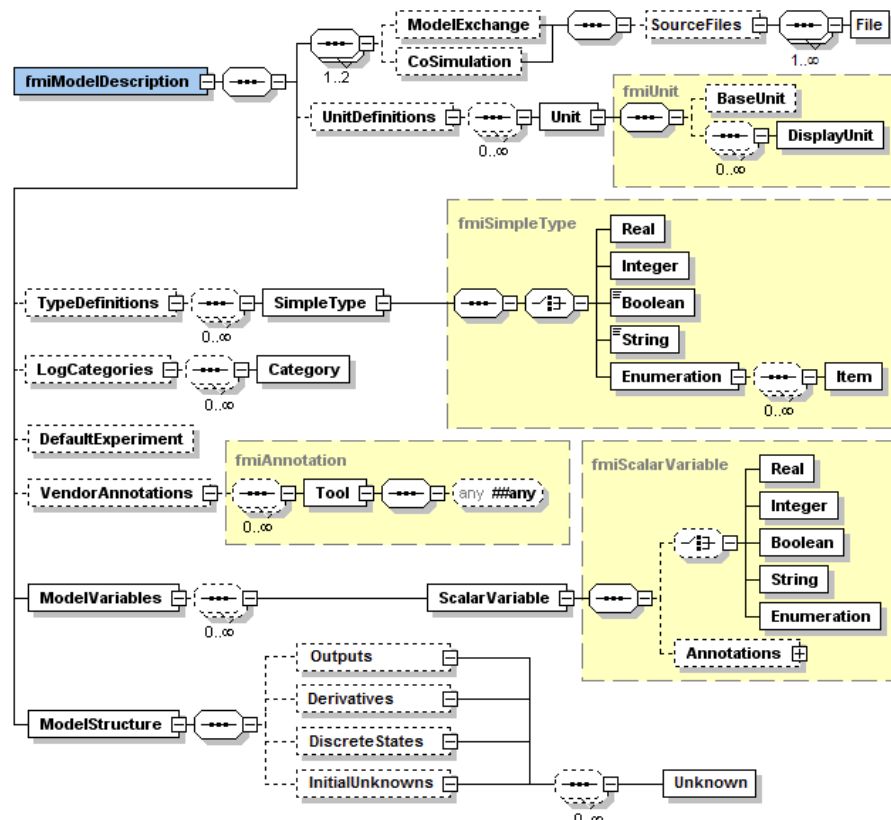 ModelExchange
SourceFiles
File
1..2
1..∞
fmiModelDescription
CoSimulation
fmiUnit
BaseUnit
UnitDefinitions
Unit
0..∞
DisplayUnit
0..∞
fmiSimpleType
Real
Integer
TypeDefinitions
SimpleType
Boolean
0..∞
String
LogCategories
Category
Enumeration
Item
0..∞
0..∞
DefaultExperiment
fmiAnnotation
fmiScalarVariable
Real
VendorAnnotations
Tool
any ##any
Integer
0..∞
Boolean
String
ModelVariables
ScalarVariable
Enumeration
0..∞
Annotations
Outputs
Derivatives
ModelStructure
DiscreteStates
InitialUnknowns
Unknown
0..∞